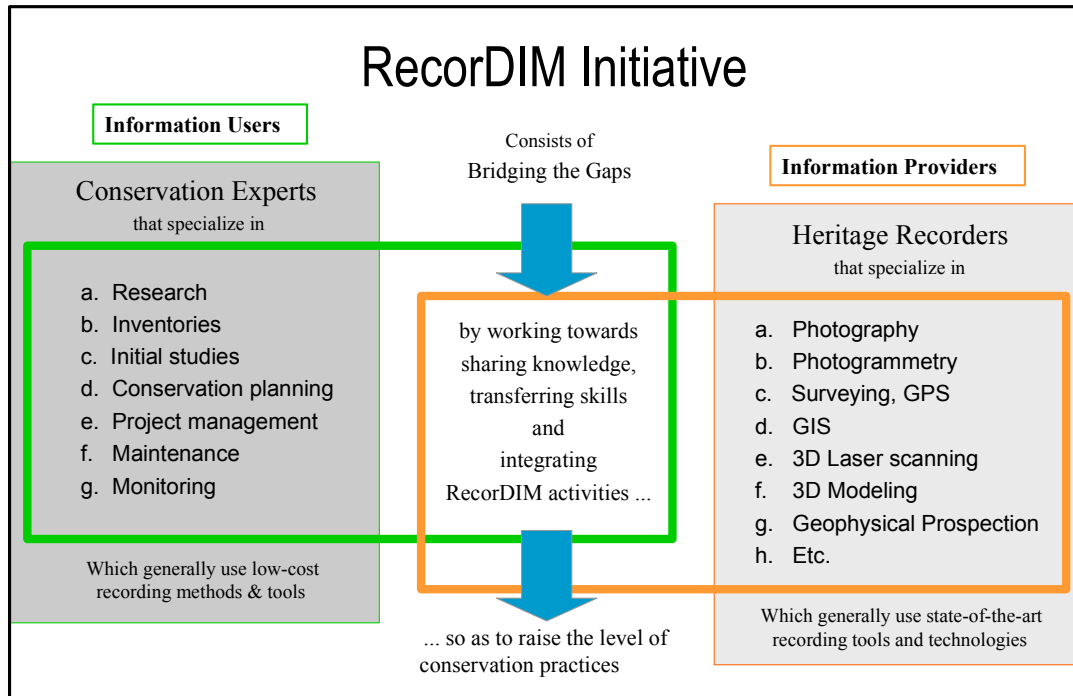 RecorDIM Initiative
Information Users
Conservation Experts
that specialize in
a. Research
b. Inventories
c. Initial studies
d. Conservation planning
e. Project management
f. Maintenance
g. Monitoring
Which generally use low-cost
recording methods & tools
Consists of
Bridging the Gaps
by working towards
sharing knowledge,
transferring skills
and
integrating
RecorDIM activities ...
... so as to raise the level of
conservation practices
Information Providers
Heritage Recorders
that specialize in
a. Photography
b. Photogrammetry
c. Surveying, GPS
d. GIS
e. 3D Laser scanning
f. 3D Modeling
g. Geophysical Prospection
h. Etc.
Which generally use state-of-the-art
recording tools and technologies